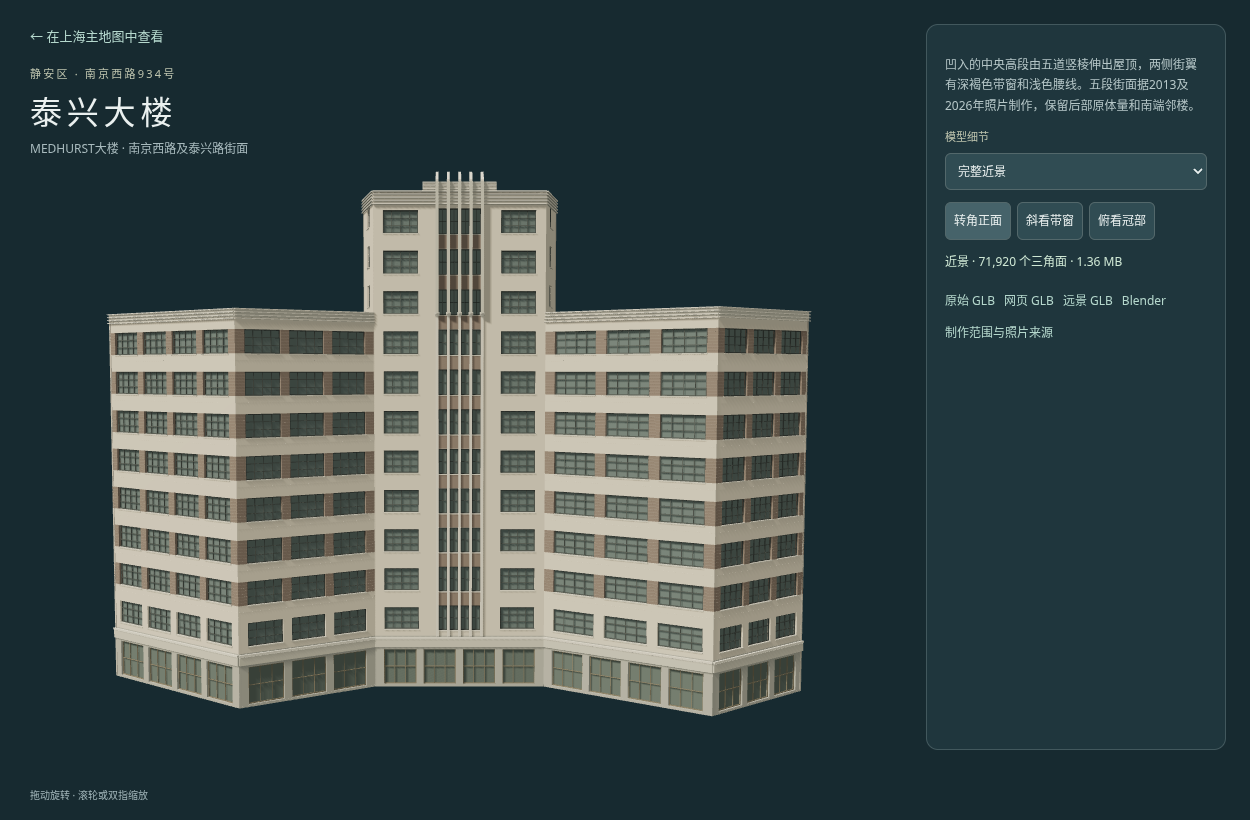 ← 在上海主地图中查看
静安区 · 南京西路934号
泰兴大楼
MEDHURST大楼 · 南京西路及泰兴路街面
凹入的中央高段由五道竖棱伸出屋顶，两侧街翼
有深褐色带窗和浅色腰线。五段街面据2013及
2026年照片制作，保留后部原体量和南端邻楼。
模型细节
完整近景
转角正面 斜看带窗 俯看冠部
近景 · 71,920 个三角面 · 1.36 MB
原始 GLB 网页 GLB 远景 GLB Blender
制作范围与照片来源
拖动旋转 · 滚轮或双指缩放